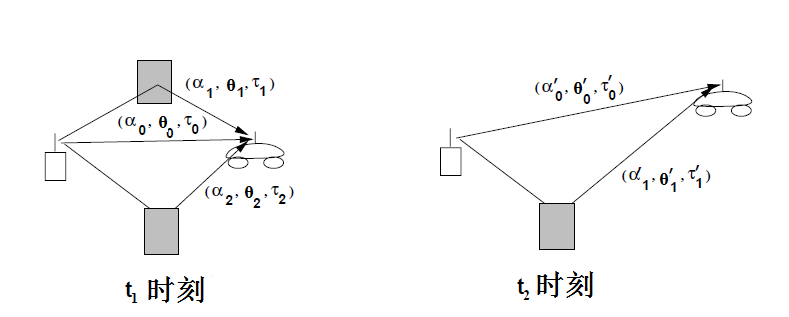 (α₁, θ₁, τ₁)
(α₀, θ₀, τ₀)
(α₂, θ₂, τ₂)
t₁ 时刻
(α′₀, θ′₀, τ′₀)
(α′₁, θ′₁, τ′₁)
t₂ 时刻